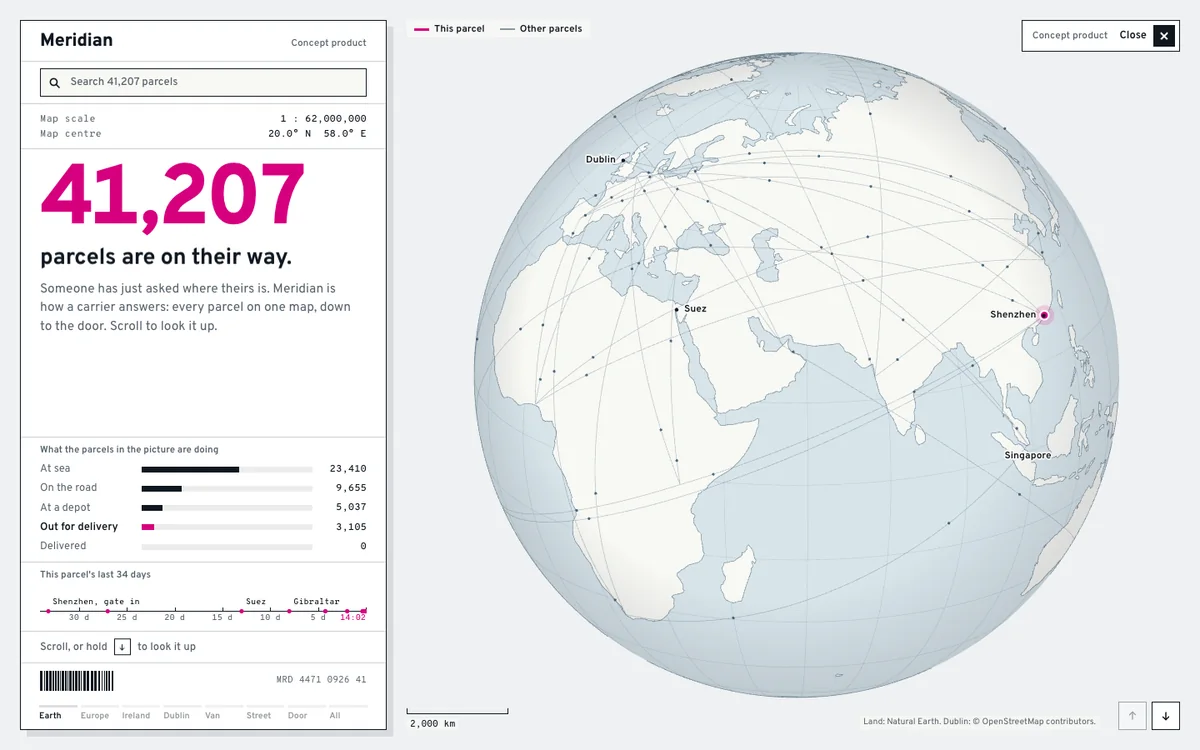 Meridian
Concept product
Search 41,207 parcels
Map scale 1 : 62,000,000
Map centre 20.0° N 58.0° E
41,207
parcels are on their way.
Someone has just asked where theirs is. Meridian is
how a carrier answers: every parcel on one map, down
to the door. Scroll to look it up.
What the parcels in the picture are doing
At sea 23,410
On the road 9,655
At a depot 5,037
Out for delivery 3,105
Delivered 0
This parcel's last 34 days
Shenzhen, gate in Suez Gibraltar
30 d 25 d 20 d 15 d 10 d 5 d 14:02
Scroll, or hold ↓ to look it up
MRD 4471 0926 41
Earth Europe Ireland Dublin Van Street Door All
This parcel Other parcels
Concept product Close ×
Dublin
Suez
Shenzhen
Singapore
2,000 km
Land: Natural Earth. Dublin: © OpenStreetMap contributors.
↑ ↓